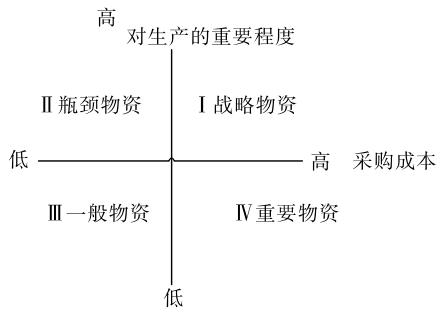 高
对生产的重要程度
Ⅱ瓶颈物资
Ⅰ战略物资
低
高
采购成本
Ⅲ一般物资
Ⅳ重要物资
低